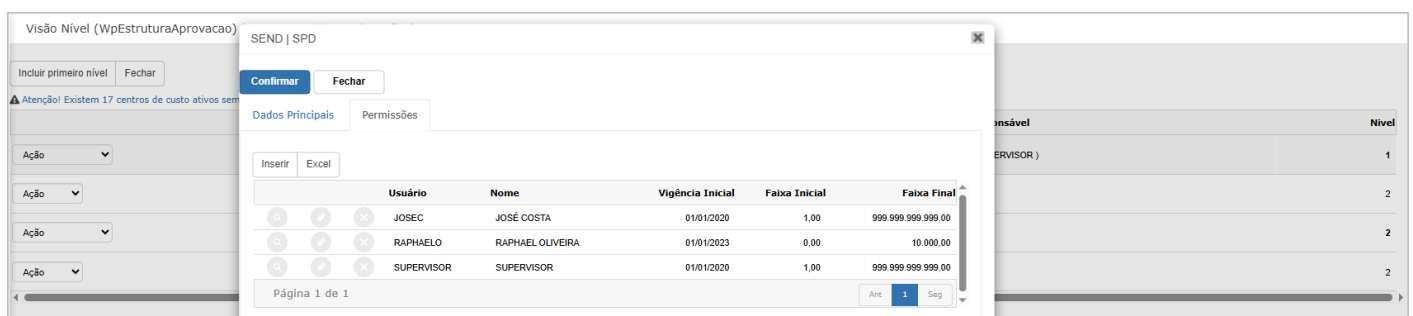 Visão Nível (WpEstruturaAprovacao)
SEND | SPD
Incluir primeiro nível Fechar
Confirmar Fechar
Atenção! Existem 17 centros de custo ativos sem
Dados Principais Permissões
onsável Nivel
Inserir Excel
Ação ERVISOR ) 1
Usuário Nome Vigência Inicial Faixa Inicial Faixa Final
Ação 2
JOSEC JOSÉ COSTA 01/01/2020 1,00 999.999.999.999,00
Ação 2
RAPHAELO RAPHAEL OLIVEIRA 01/01/2023 0,00 10.000,00
SUPERVISOR SUPERVISOR 01/01/2020 1,00 999.999.999.999,00
Ação 2
Página 1 de 1 Ant 1 Seg